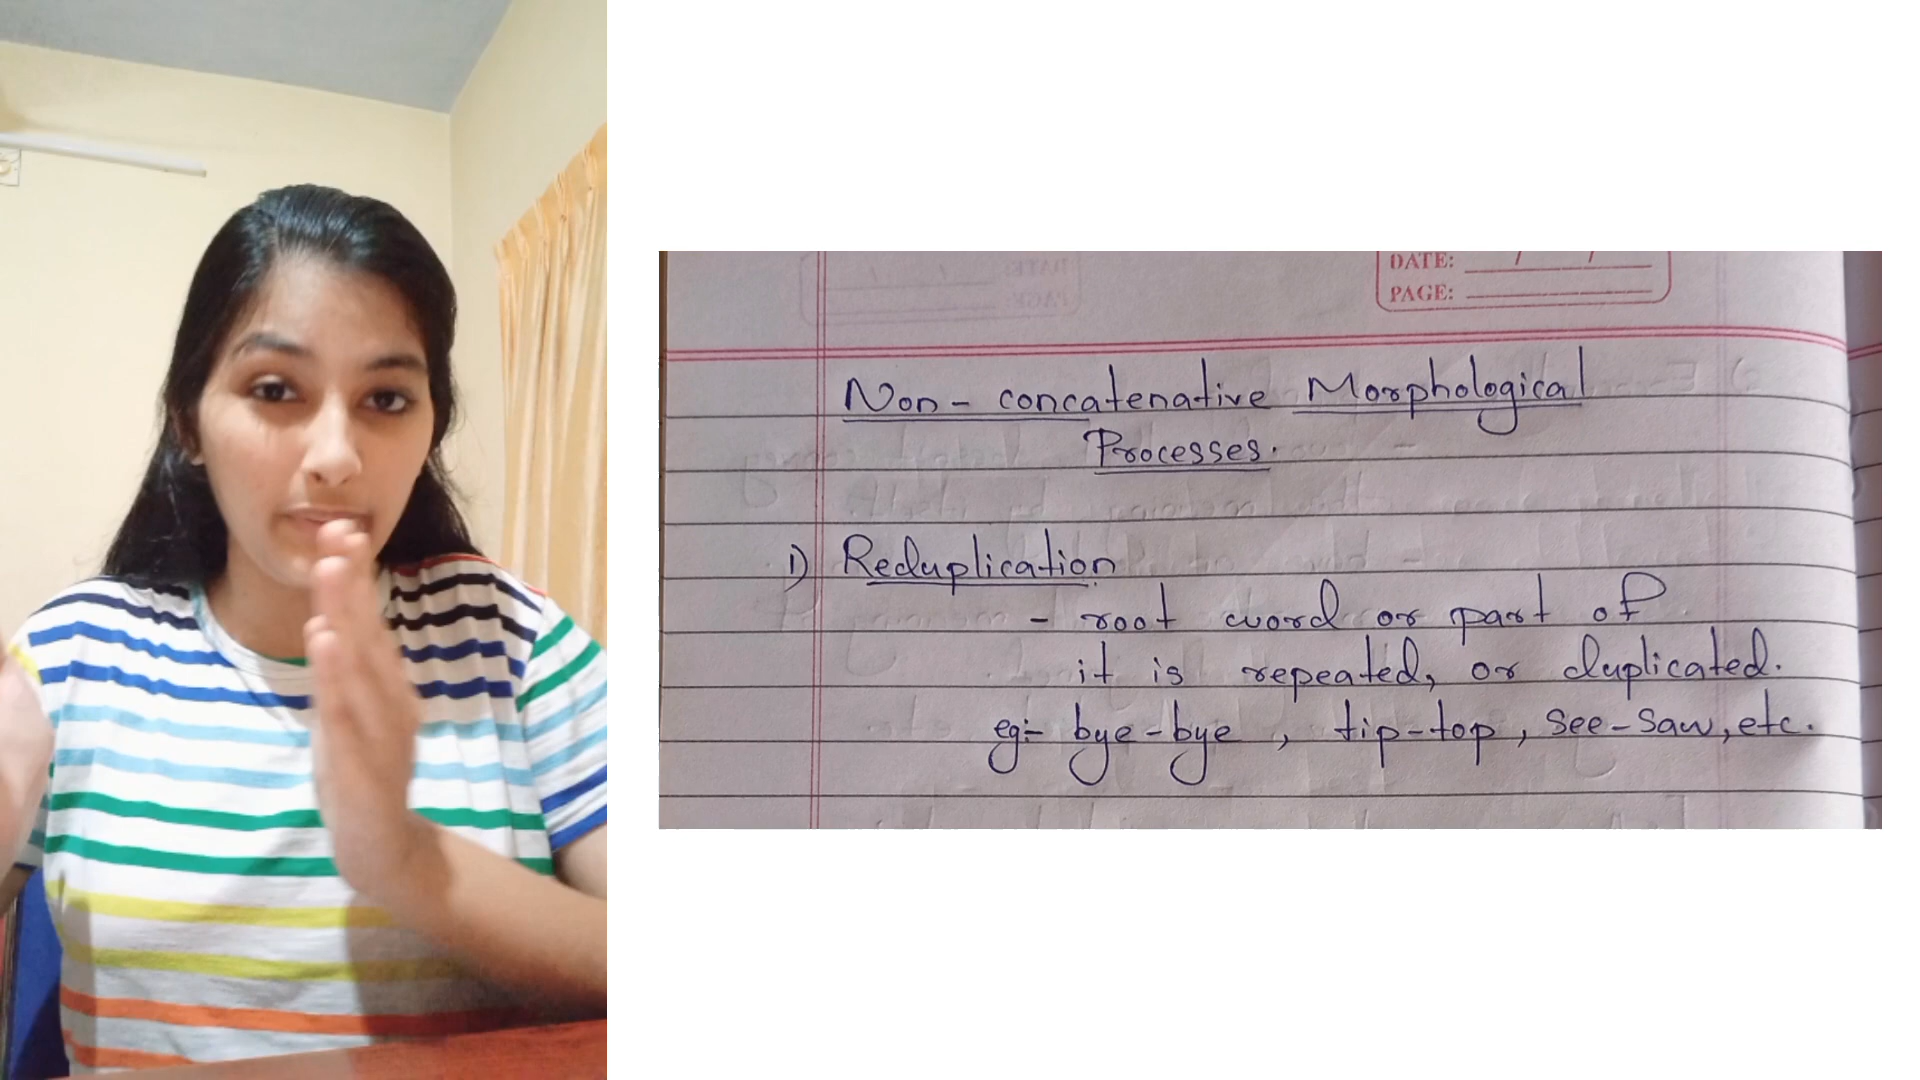 DATE: / /
PAGE:
Non- concatenative Morphological
Processes.
1) Reduplication
- root word or part of
it is repeated, or duplicated.
eg:- bye-bye, tip-top, see-saw, etc.